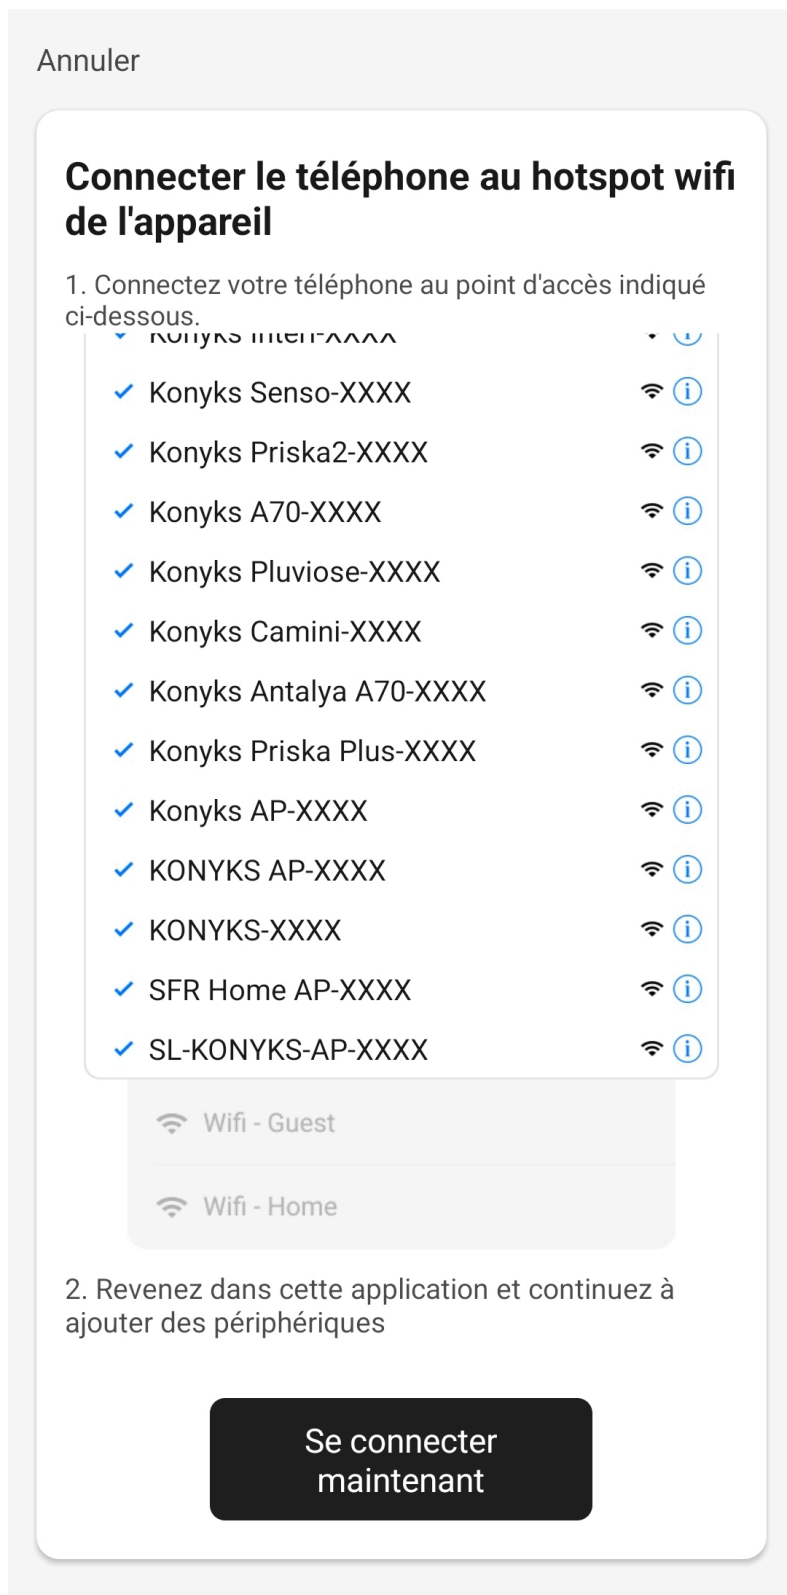 Annuler
Connecter le téléphone au hotspot wifi
de l'appareil
1. Connectez votre téléphone au point d'accès indiqué
ci-dessous.
Konyks Senso-XXXX
Konyks Priska2-XXXX
Konyks A70-XXXX
Konyks Pluviose-XXXX
Konyks Camini-XXXX
Konyks Antalya A70-XXXX
Konyks Priska Plus-XXXX
Konyks AP-XXXX
KONYKS AP-XXXX
KONYKS-XXXX
SFR Home AP-XXXX
SL-KONYKS-AP-XXXX
Wifi - Guest
Wifi - Home
2. Revenez dans cette application et continuez à
ajouter des périphériques
Se connecter
maintenant